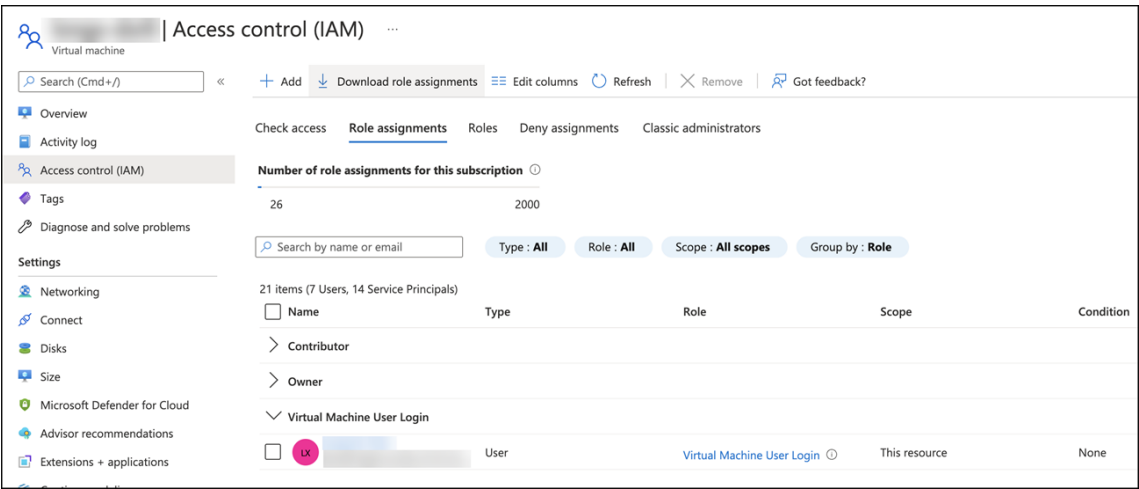 | Access control (IAM) ...
Virtual machine
Search (Cmd+/)
«
Add
Download role assignments
Edit columns
Refresh
Remove
Got feedback?
Overview
Activity log
Access control (IAM)
Tags
Diagnose and solve problems
Settings
Networking
Connect
Disks
Size
Microsoft Defender for Cloud
Advisor recommendations
Extensions + applications
Check access Role assignments Roles Deny assignments Classic administrators
Number of role assignments for this subscription
26 2000
Search by name or email
Type : All
Role : All
Scope : All scopes
Group by : Role
21 items (7 Users, 14 Service Principals)
Name Type Role Scope Condition
Contributor
Owner
Virtual Machine User Login
LX User Virtual Machine User Login This resource None